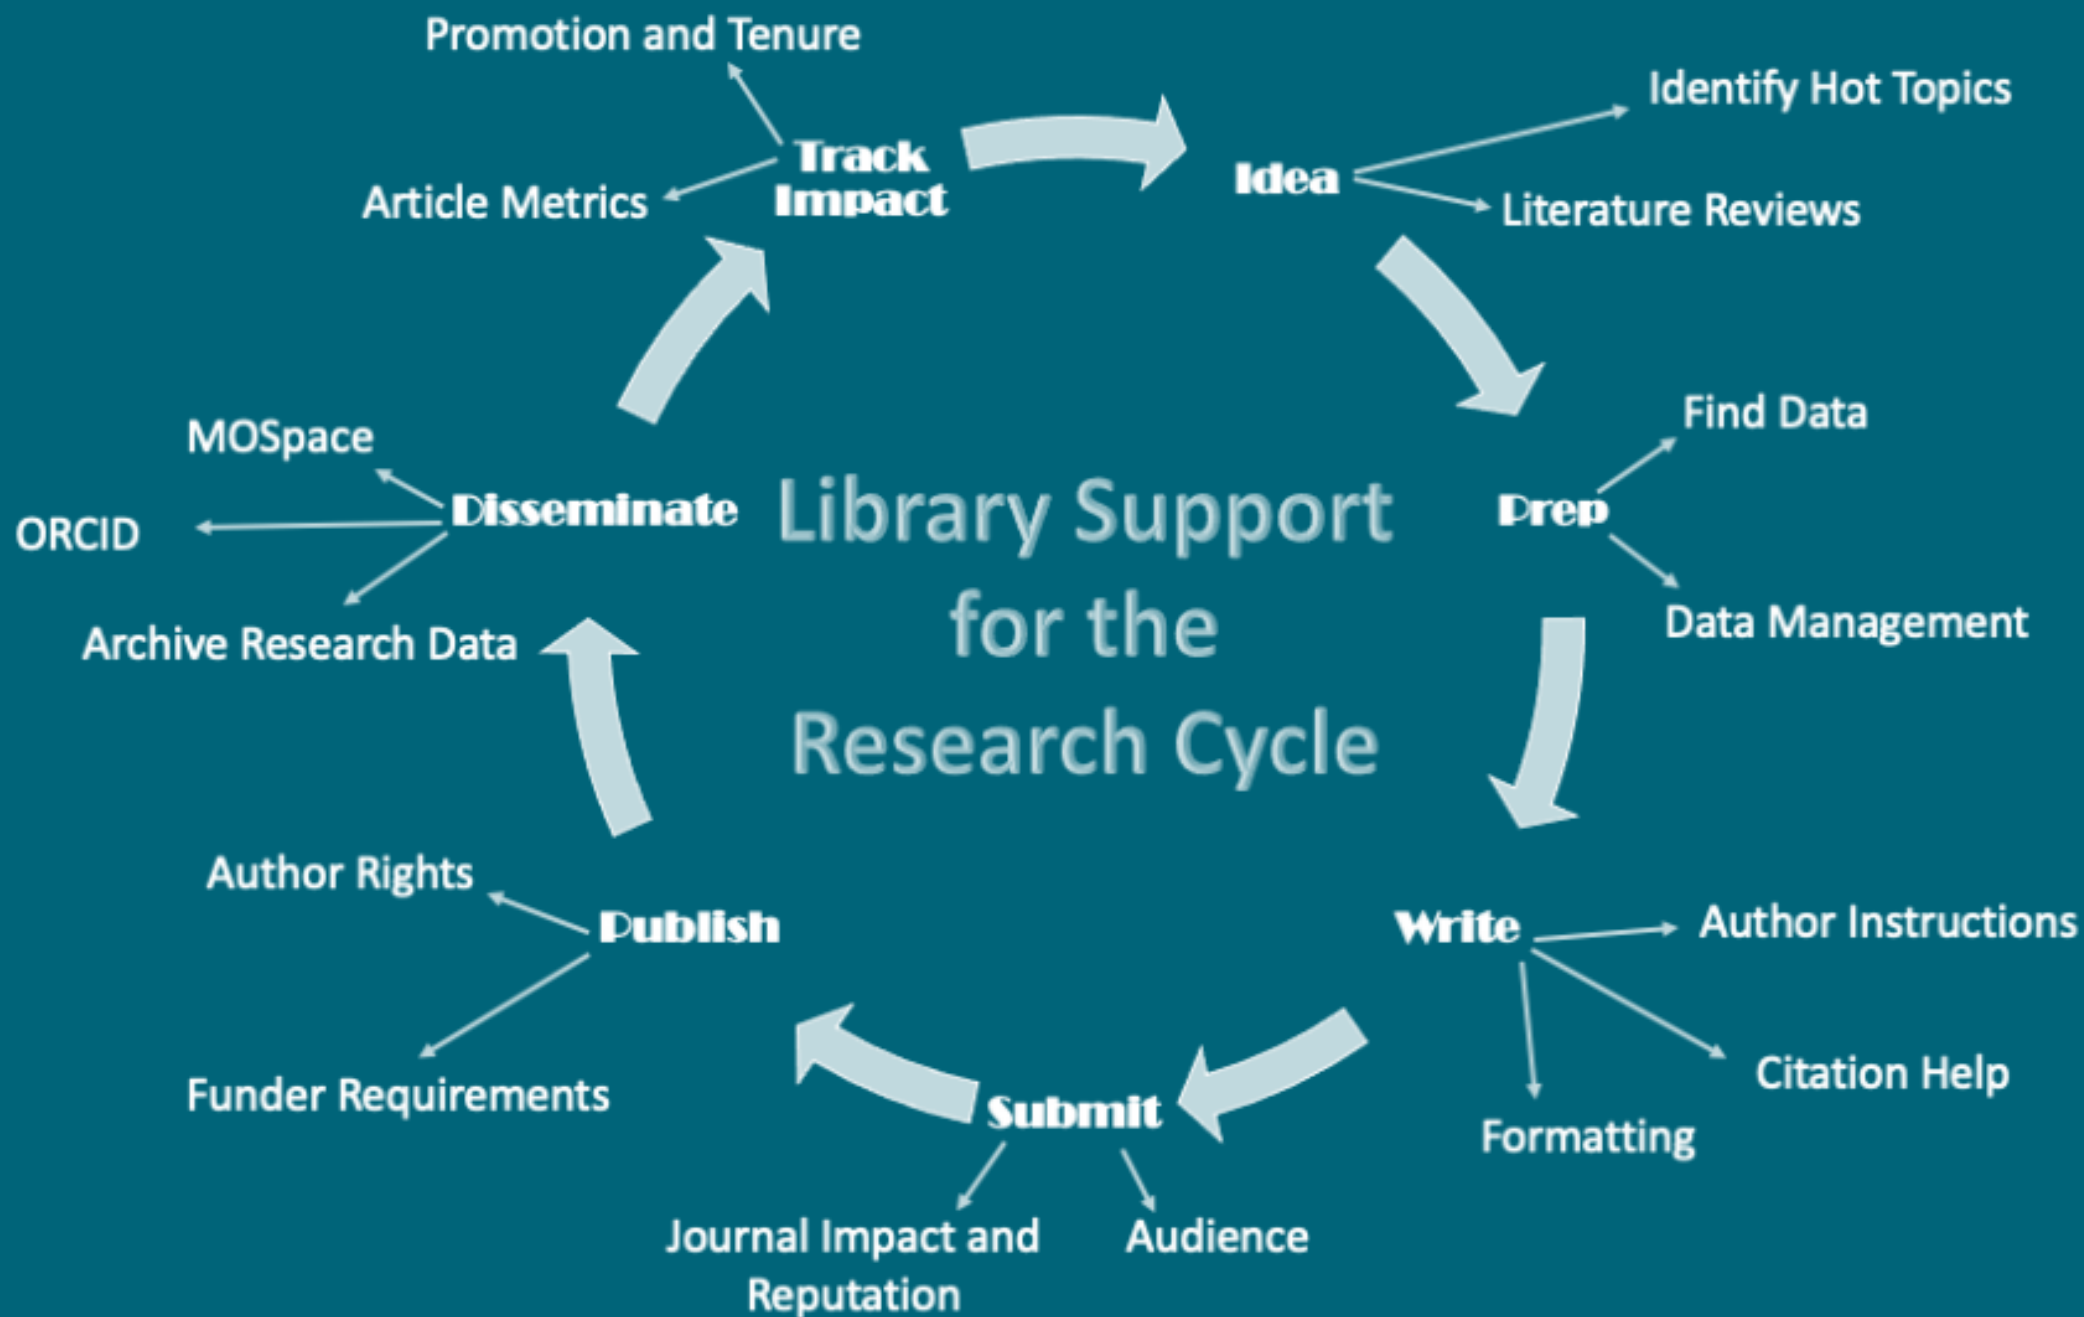 Promotion and Tenure
Identify Hot Topics
Track
Impact
Idea
Article Metrics
Literature Reviews
Find Data
MOSpace
Prep
Disseminate
ORCID
Library Support
for the
Research Cycle
Data Management
Archive Research Data
Author Rights
Publish
Write
Author Instructions
Citation Help
Funder Requirements
Submit
Formatting
Journal Impact and
Reputation
Audience